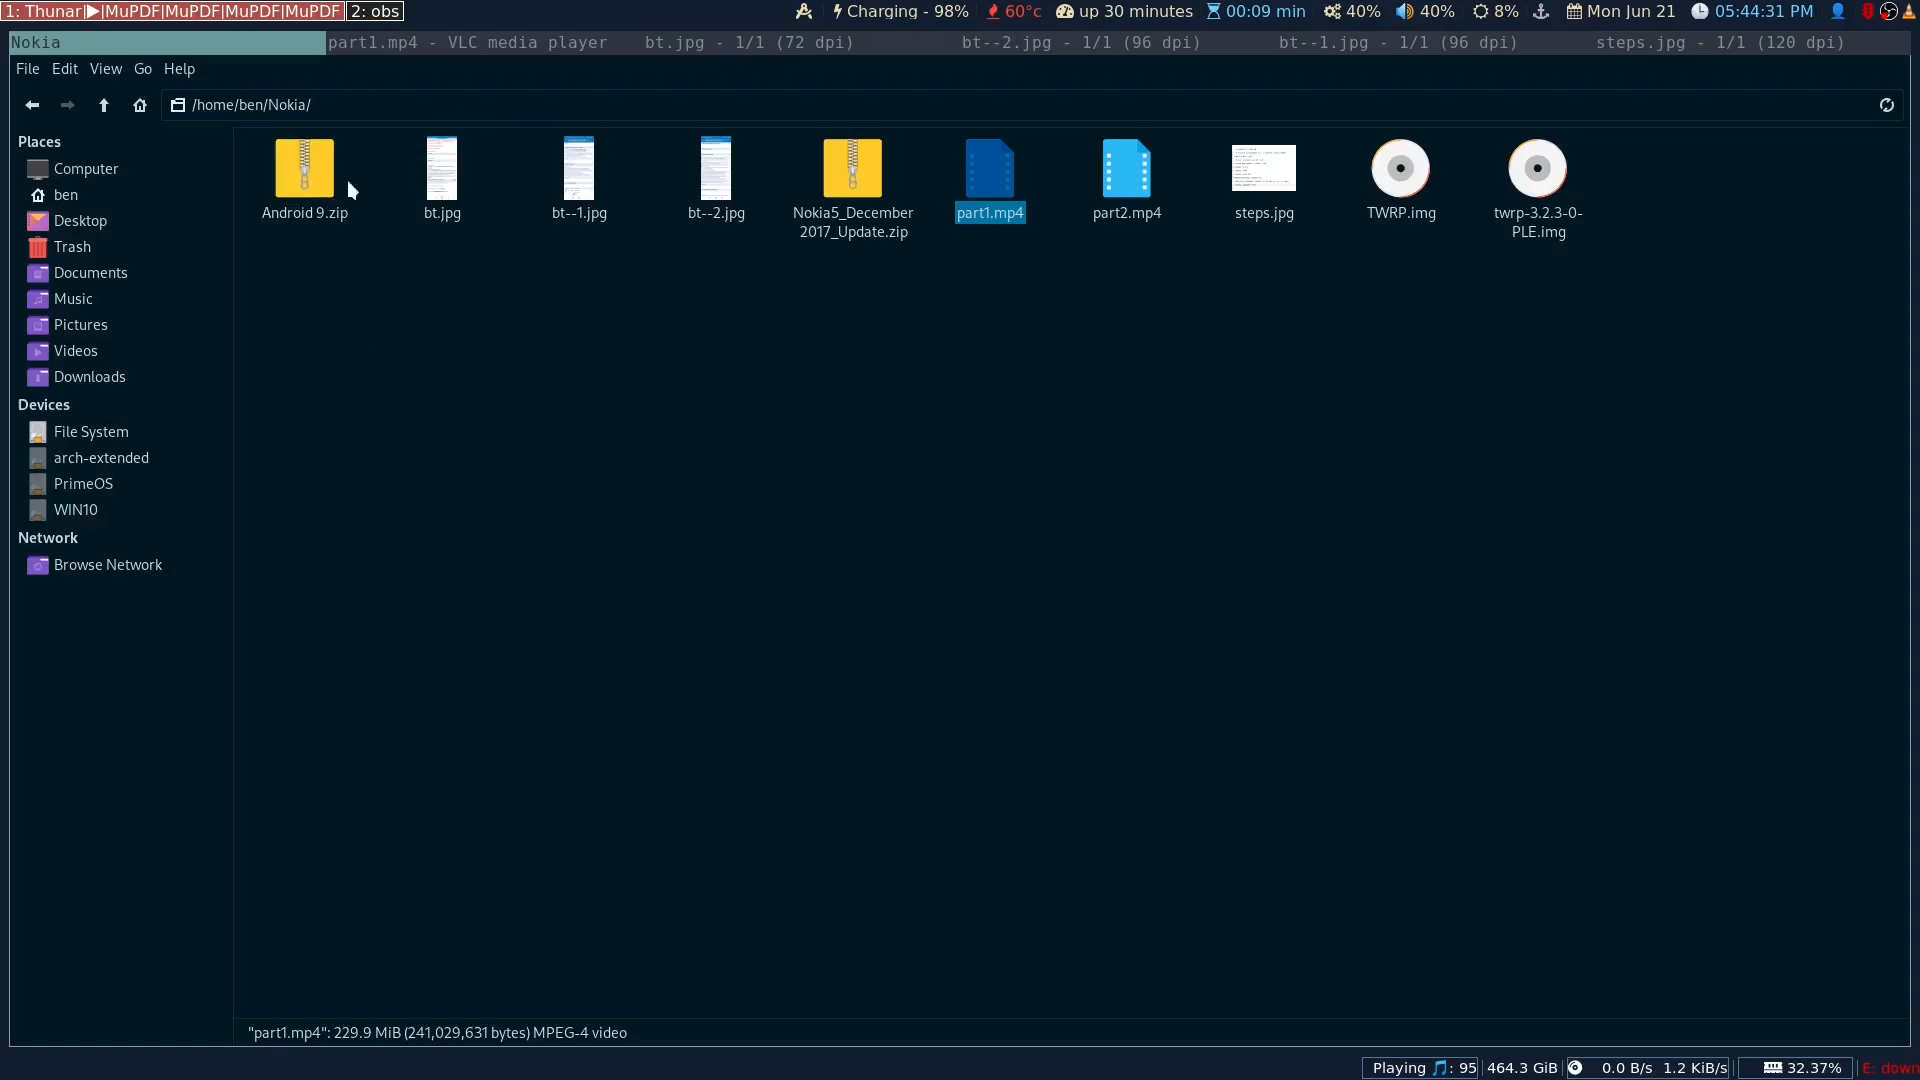 1: Thunar|▶|MuPDF|MuPDF|MuPDF|MuPDF 2: obs
Charging - 98% 60°c up 30 minutes 00:09 min 40% 40% 8% Mon Jun 21 05:44:31 PM
Nokia part1.mp4 - VLC media player bt.jpg - 1/1 (72 dpi) bt--2.jpg - 1/1 (96 dpi) bt--1.jpg - 1/1 (96 dpi) steps.jpg - 1/1 (120 dpi)
File Edit View Go Help
/home/ben/Nokia/
Places
Computer
ben
Desktop
Trash
Documents
Music
Pictures
Videos
Downloads
Devices
File System
arch-extended
PrimeOS
WIN10
Network
Browse Network
Android 9.zip
bt.jpg
bt--1.jpg
bt--2.jpg
Nokia5_December
2017_Update.zip
part1.mp4
part2.mp4
steps.jpg
TWRP.img
twrp-3.2.3-0-
PLE.img
"part1.mp4": 229.9 MiB (241,029,631 bytes) MPEG-4 video
Playing : 95 464.3 GiB 0.0 B/s 1.2 KiB/s 32.37% E: down